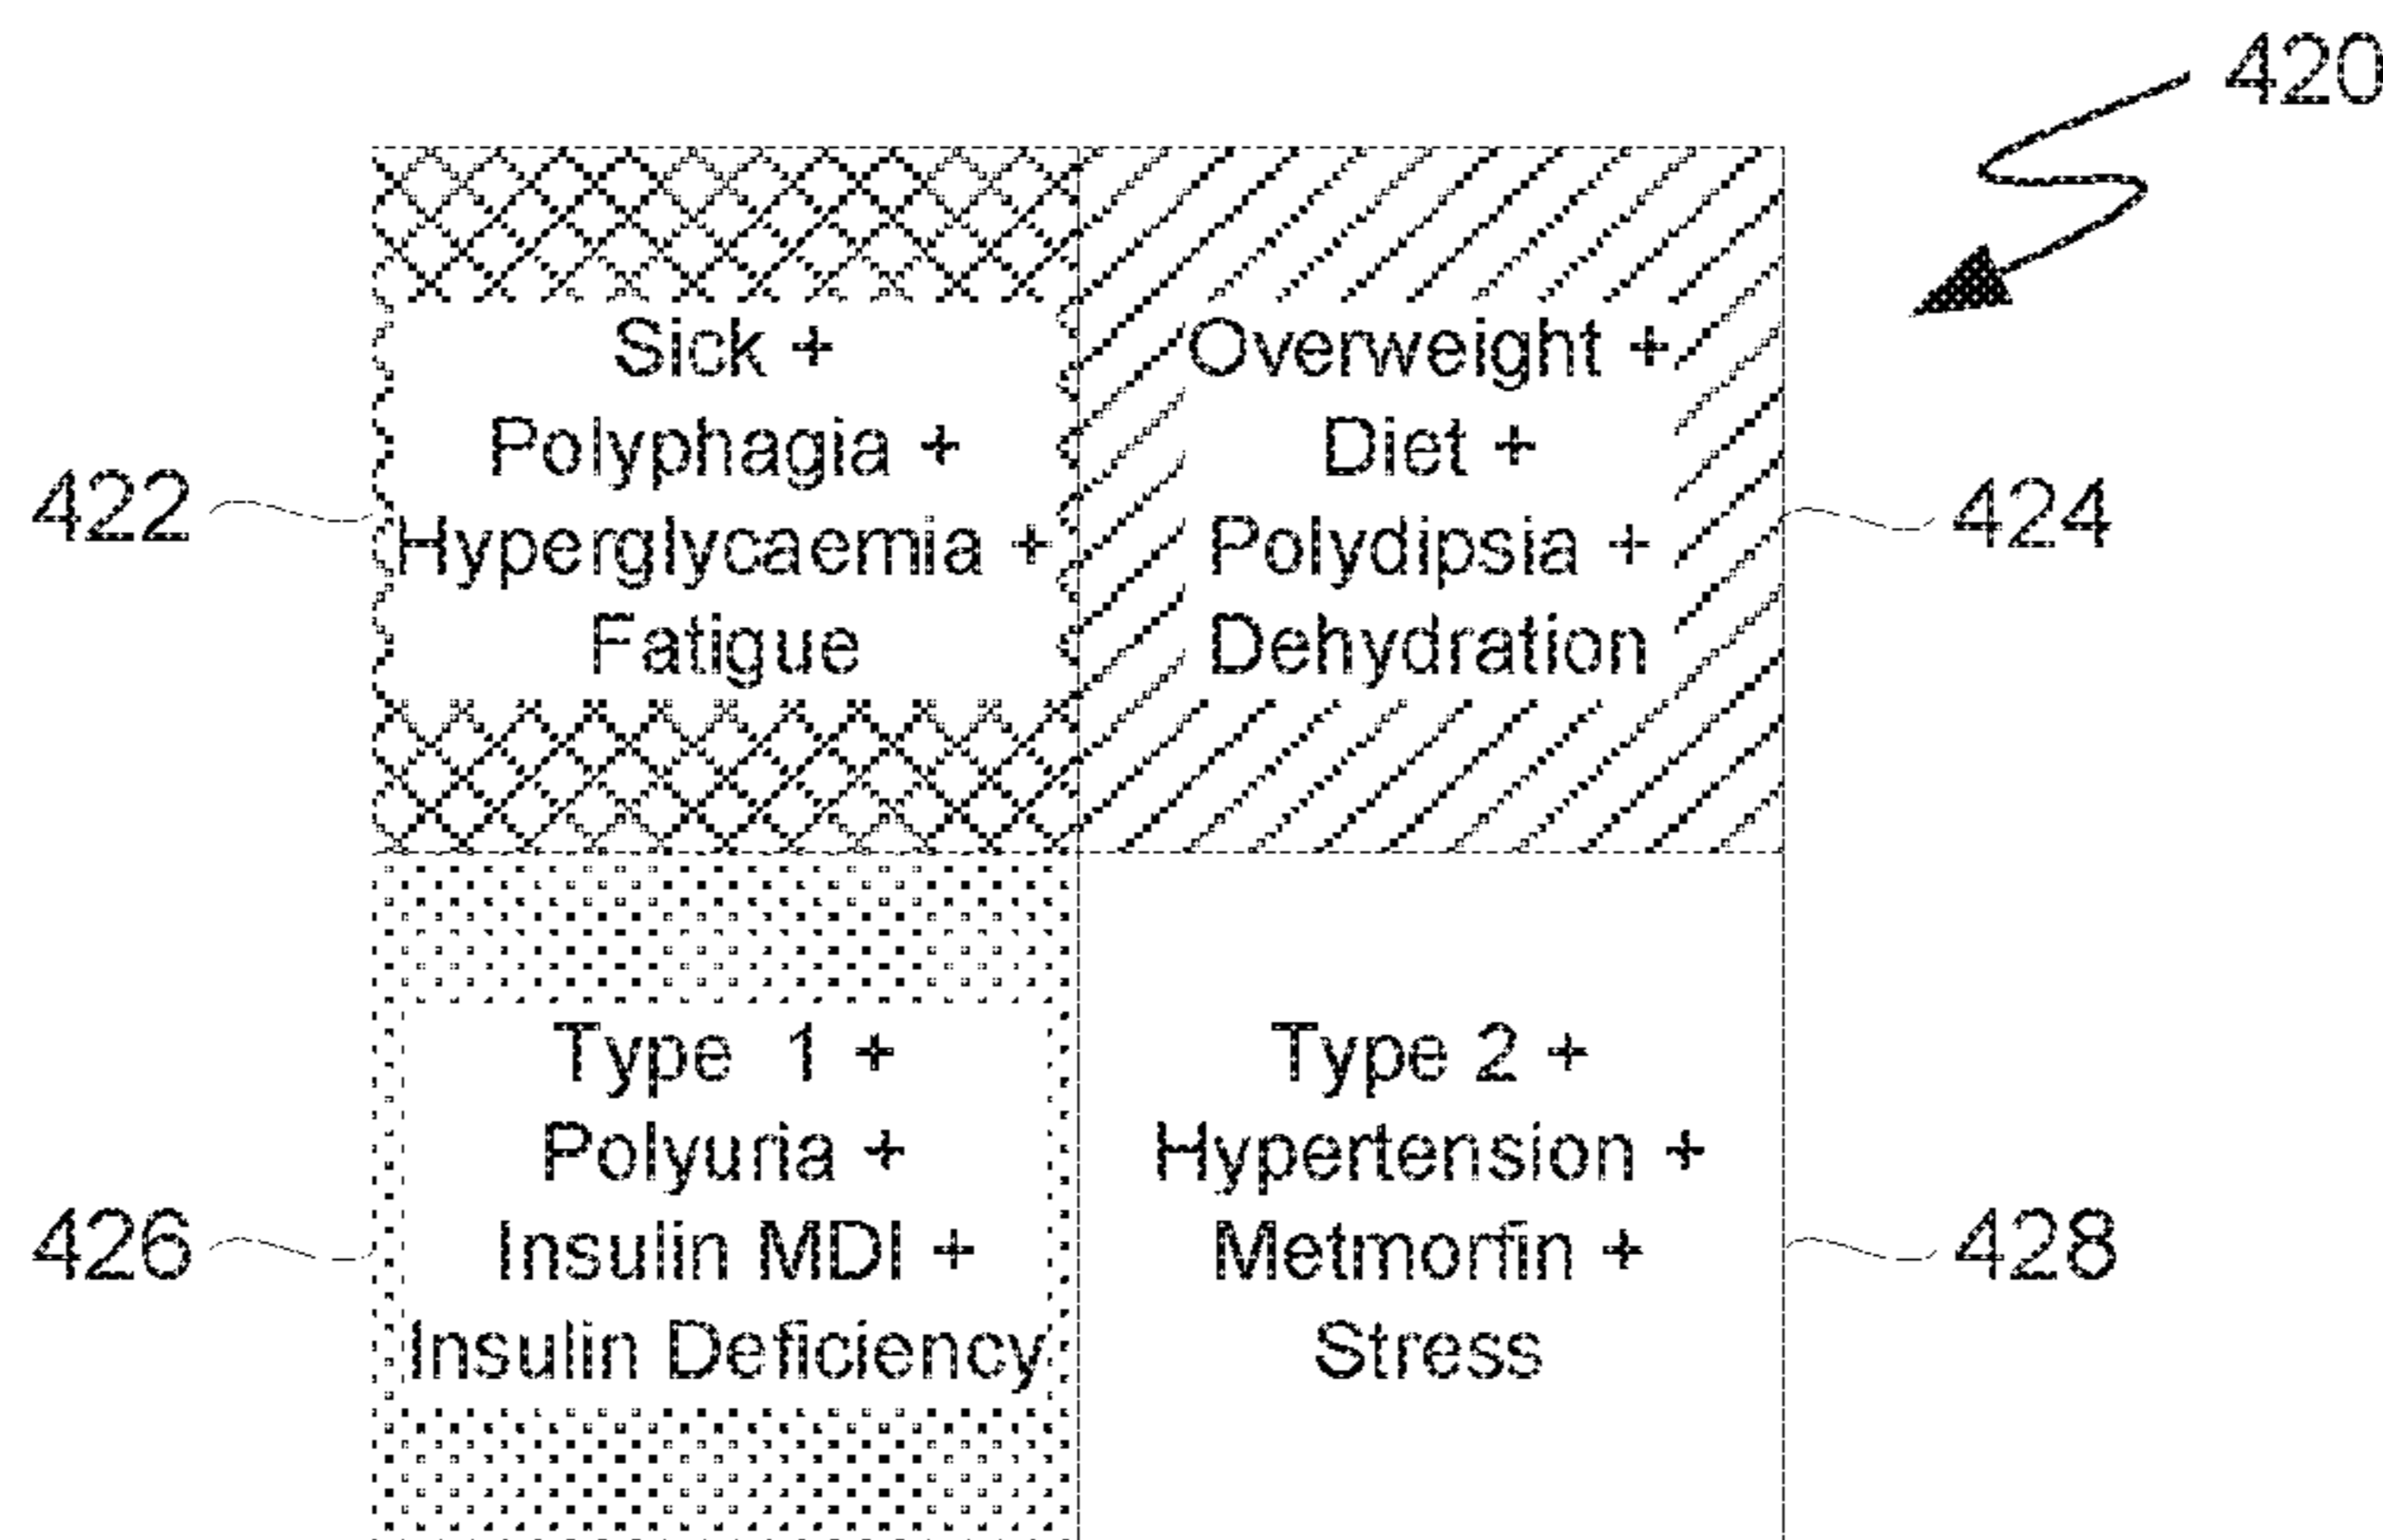 420
Sick +
Polyphagia +
Hyperglycaemia +
Fatigue
422
Overweight +
Diet +
Polydipsia +
Dehydration
424
Type 1 +
Polyuria +
Insulin MDI +
Insulin Deficiency
426
Type 2 +
Hypertension +
Metmorfin +
Stress
428